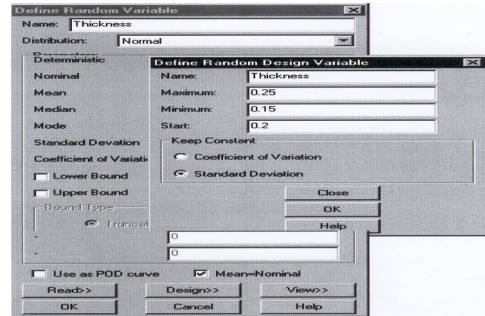 Define Random Variable
Name: Thickness
Distribution: Normal
Parameters
Deterministic
Nominal
Mean
Median
Mode
Standard Devation
Coefficient of Variati
Lower Bound
Upper Bound
Bound Type
Truncat
0
0
Use as POD curve
Mean=Nominal
Read>>
Design>>
View>>
OK
Cancel
Help
Define Random Design Variable
Name: Thickness
Maximum: 0.25
Minimum: 0.15
Start: 0.2
Keep Constant
Coefficient of Variation
Standard Deviation
Close
OK
Help